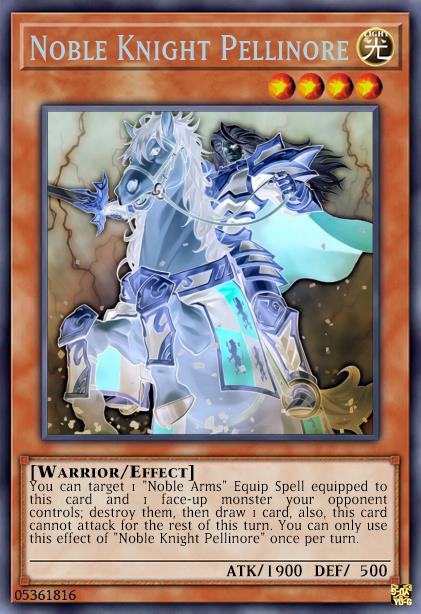 NOBLE KNIGHT PELLINORE
LIGHT
光
[WARRIOR/EFFECT]
You can target 1 "Noble Arms" Equip Spell equipped to
this card and 1 face-up monster your opponent
controls; destroy them, then draw 1 card, also, this card
cannot attack for the rest of this turn. You can only use
this effect of "Noble Knight Pellinore" once per turn.
ATK/1900 DEF/ 500
05361816